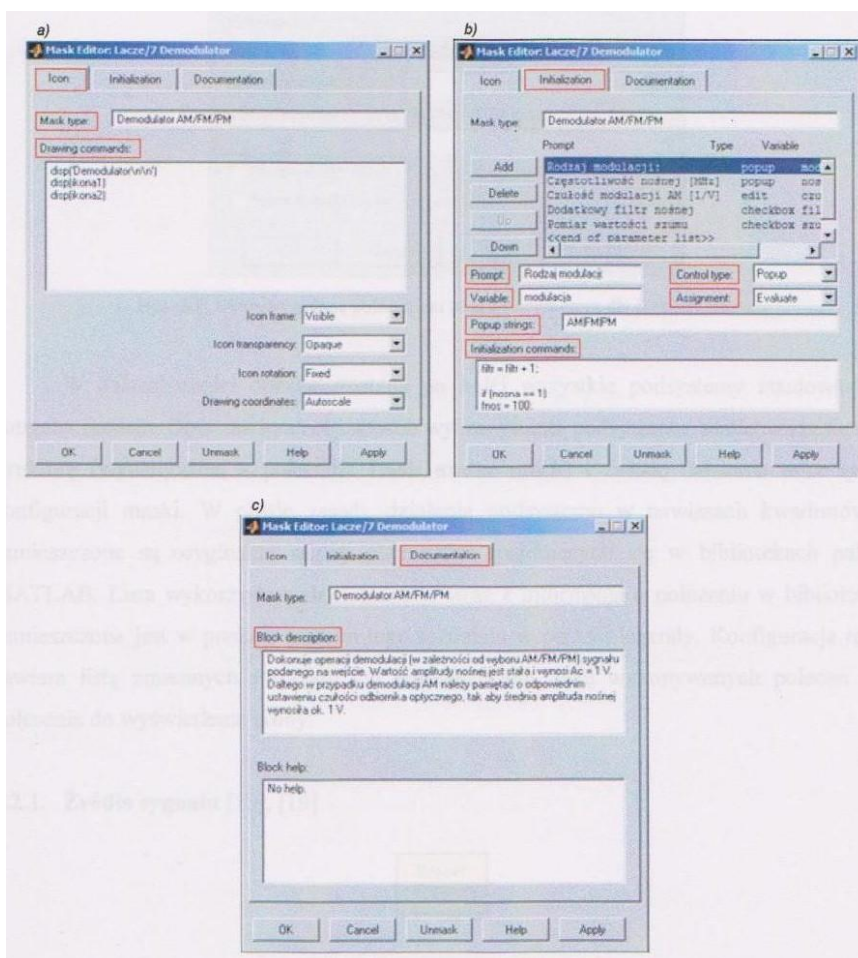 a)
Mask Editor: Lacze/7 Demodulator
Icon Initialization Documentation
Mask type: Demodulator AM/FM/PM
Drawing commands:
disp('Demodulator\n\n')
disp(ikona1)
disp(ikona2)
Icon frame: Visible
Icon transparency: Opaque
Icon rotation: Fixed
Drawing coordinates: Autoscale
OK Cancel Unmask Help Apply
b)
Mask Editor: Lacze/7 Demodulator
Icon Initialization Documentation
Mask type: Demodulator AM/FM/PM
Prompt Type Variable
Add
Delete
Up
Down
Rodzaj modulacji: popup mod
Częstotliwość nośnej [MHz] popup nos
Czułość modulacji AM [1/V] edit czu
Dodatkowy filtr nośnej checkbox fil
Pomiar wartości szumu checkbox szu
<<end of parameter list>>
Prompt: Rodzaj modulacji: Control type: Popup
Variable: modulacja Assignment: Evaluate
Popup strings: AM|FM|PM
Initialization commands:
filtr = filtr + 1;
if (nosna == 1)
fnos = 100;
OK Cancel Unmask Help Apply
c)
Mask Editor: Lacze/7 Demodulator
Icon Initialization Documentation
Mask type: Demodulator AM/FM/PM
Block description:
Dokonuje operacji demodulacji (w zależności od wyboru AM/FM/PM) sygnału
podanego na wejście. Wartość amplitudy nośnej jest stała i wynosi Ac = 1 V.
Dlatego w przypadku demodulacji AM należy pamiętać o odpowiednim
ustawieniu czułości odbiornika optycznego, tak aby średnia amplituda nośnej
wynosiła ok. 1 V.
Block help:
No help.
OK Cancel Unmask Help Apply